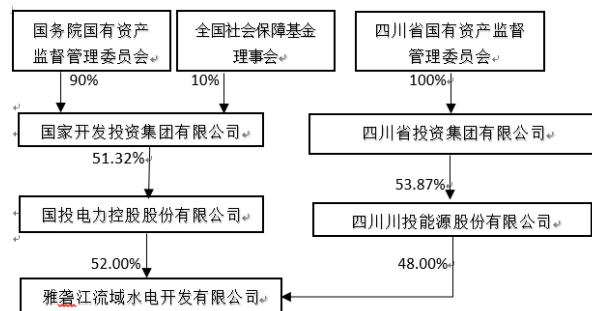 国务院国有资产
监督管理委员会
全国社会保障基金
理事会
四川省国有资产监督
管理委员会
90%
10%
100%
国家开发投资集团有限公司
四川省投资集团有限公司
51.32%
53.87%
国投电力控股股份有限公司
四川川投能源股份有限公司
52.00%
48.00%
雅砻江流域水电开发有限公司